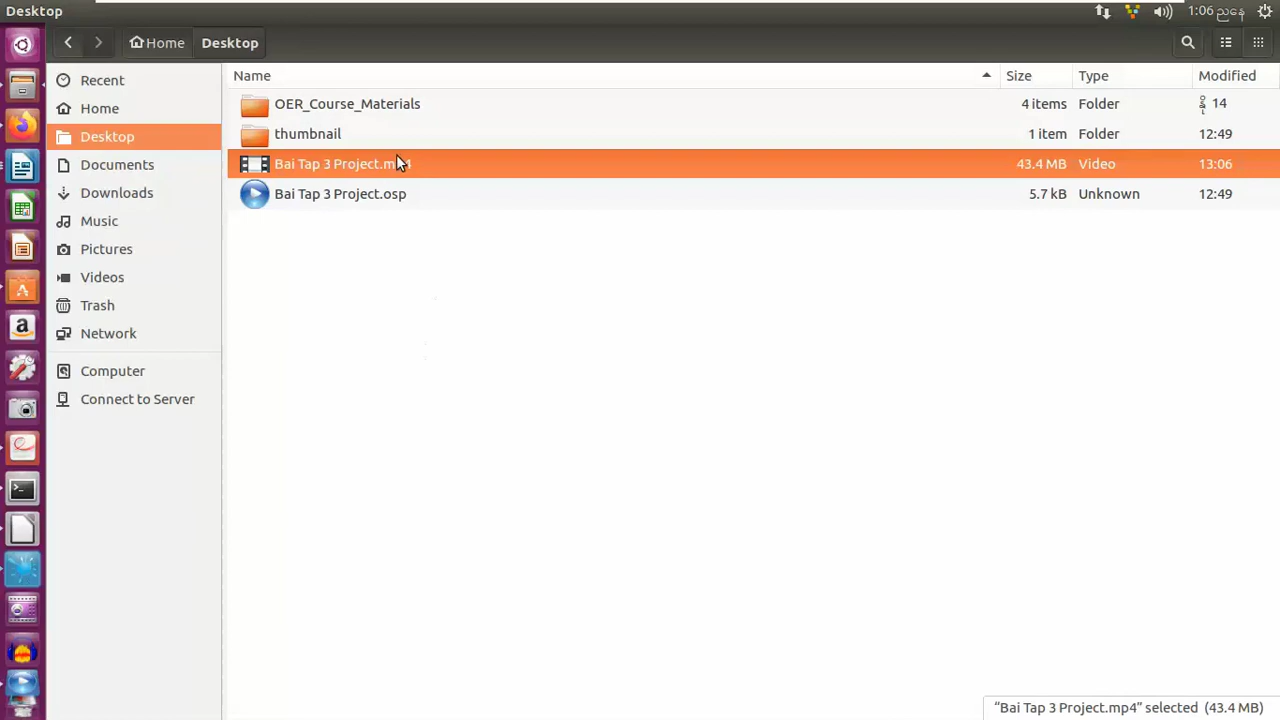 Desktop
1:06 ညနေ
Home
Desktop
Name
Size
Type
Modified
Recent
Home
Desktop
Documents
Downloads
Music
Pictures
Videos
Trash
Network
Computer
Connect to Server
OER_Course_Materials
4 items
Folder
14
thumbnail
1 item
Folder
12:49
Bai Tap 3 Project.mp4
43.4 MB
Video
13:06
Bai Tap 3 Project.osp
5.7 kB
Unknown
12:49
“Bai Tap 3 Project.mp4” selected (43.4 MB)